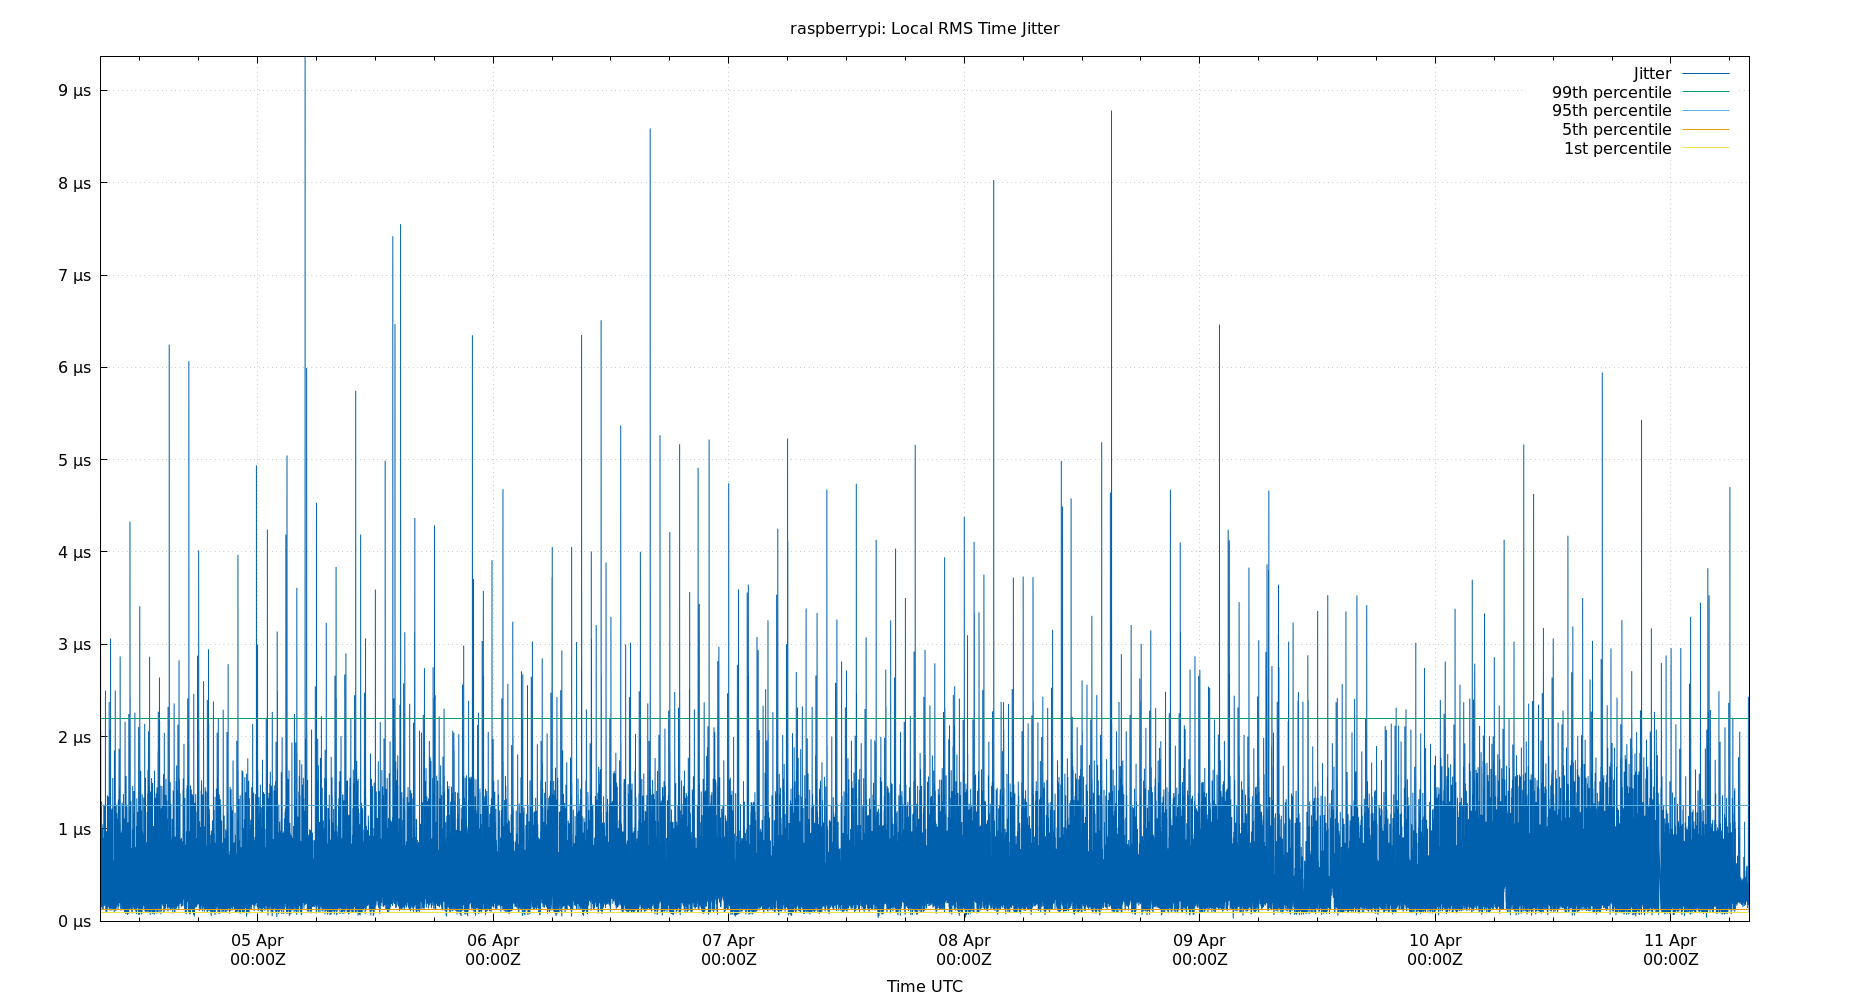 raspberrypi: Local RMS Time Jitter
Jitter
99th percentile
95th percentile
5th percentile
1st percentile
9 µs
8 µs
7 µs
6 µs
5 µs
4 µs
3 µs
2 µs
1 µs
0 µs
05 Apr 06 Apr 07 Apr 08 Apr 09 Apr 10 Apr 11 Apr
00:00Z 00:00Z 00:00Z 00:00Z 00:00Z 00:00Z 00:00Z
Time UTC